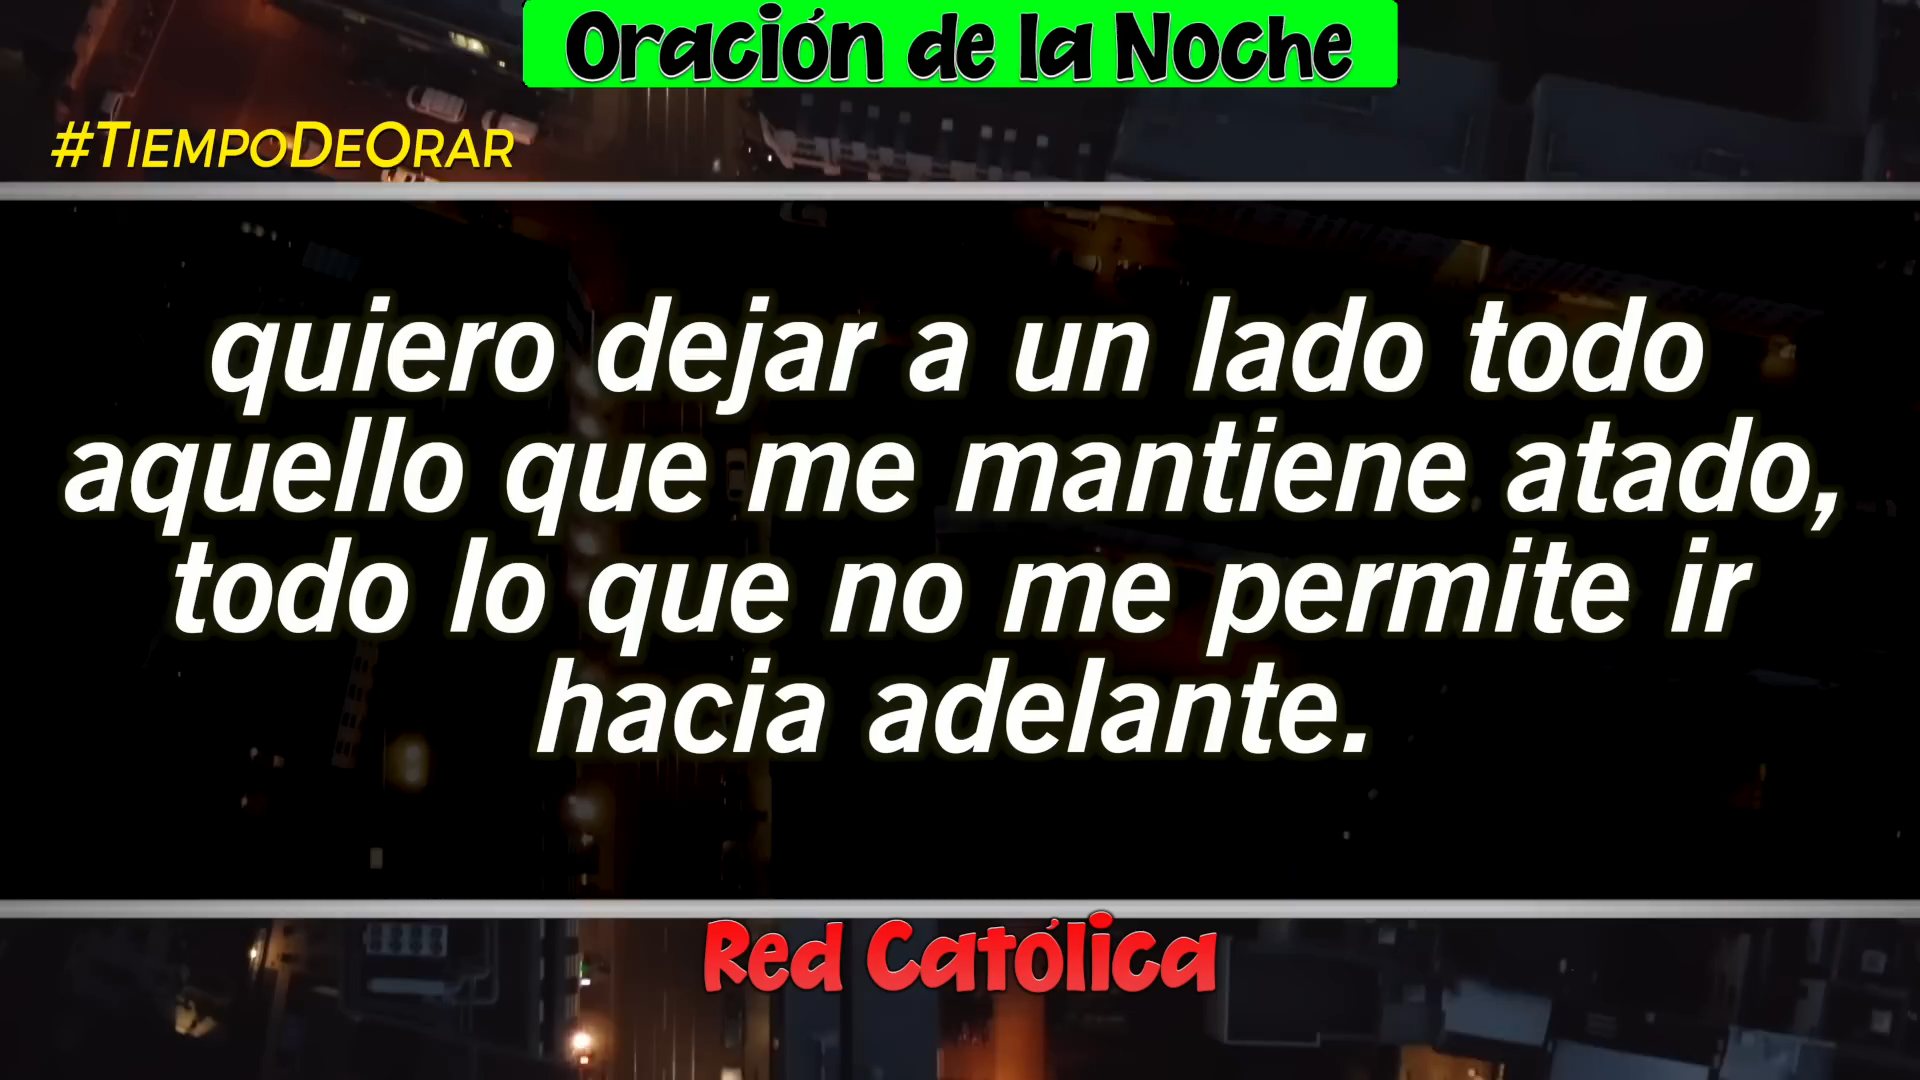 Oración de la Noche
#TiempoDeOrar
quiero dejar a un lado todo
aquello que me mantiene atado,
todo lo que no me permite ir
hacia adelante.
Red Católica